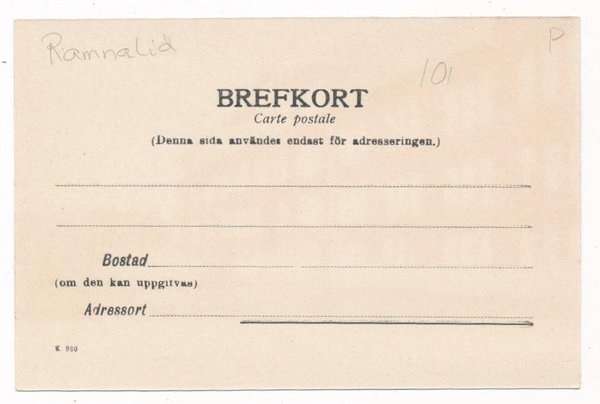 Ramnalid
P
101
BREFKORT
Carte postale
(Denna sida användes endast för adresseringen.)
Bostad
(om den kan uppgifvas)
Adressort
K 980